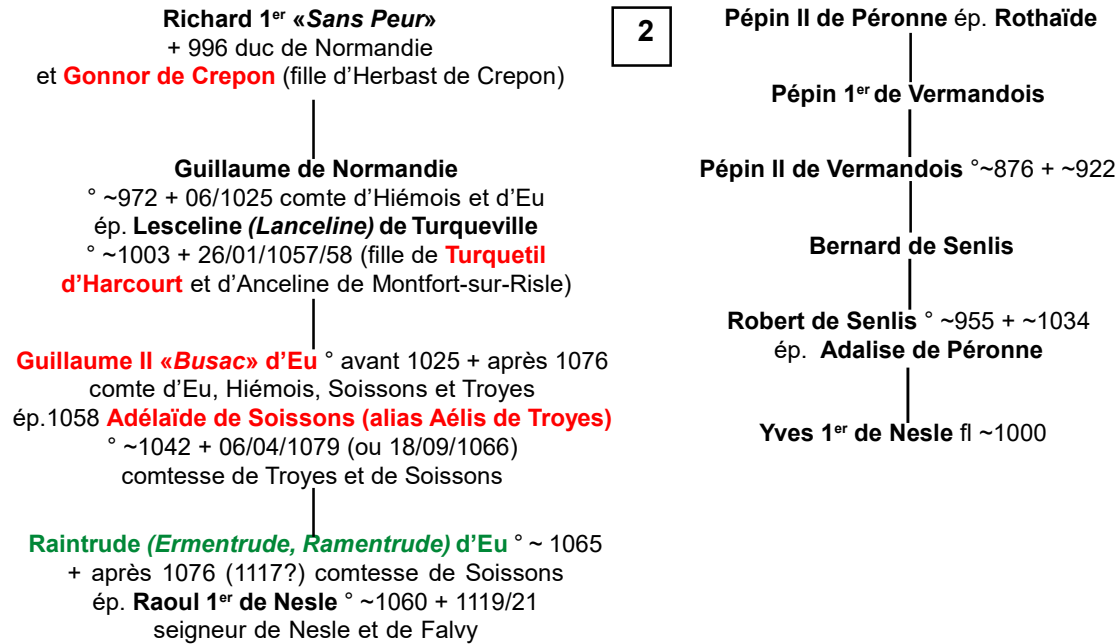 Richard 1er «Sans Peur»
+ 996 duc de Normandie
et Gonnor de Crepon (fille d’Herbast de Crepon)
Guillaume de Normandie
° ~972 + 06/1025 comte d’Hiémois et d’Eu
ép. Lesceline (Lanceline) de Turqueville
° ~1003 + 26/01/1057/58 (fille de Turquetil
d’Harcourt et d’Anceline de Montfort-sur-Risle)
Guillaume II «Busac» d’Eu ° avant 1025 + après 1076
comte d’Eu, Hiémois, Soissons et Troyes
ép.1058 Adélaïde de Soissons (alias Aélis de Troyes)
° ~1042 + 06/04/1079 (ou 18/09/1066)
comtesse de Troyes et de Soissons
Raintrude (Ermentrude, Ramentrude) d’Eu ° ~ 1065
+ après 1076 (1117?) comtesse de Soissons
ép. Raoul 1er de Nesle ° ~1060 + 1119/21
seigneur de Nesle et de Falvy
2
Pépin II de Péronne ép. Rothaïde
Pépin 1er de Vermandois
Pépin II de Vermandois °~876 + ~922
Bernard de Senlis
Robert de Senlis ° ~955 + ~1034
ép. Adalise de Péronne
Yves 1er de Nesle fl ~1000